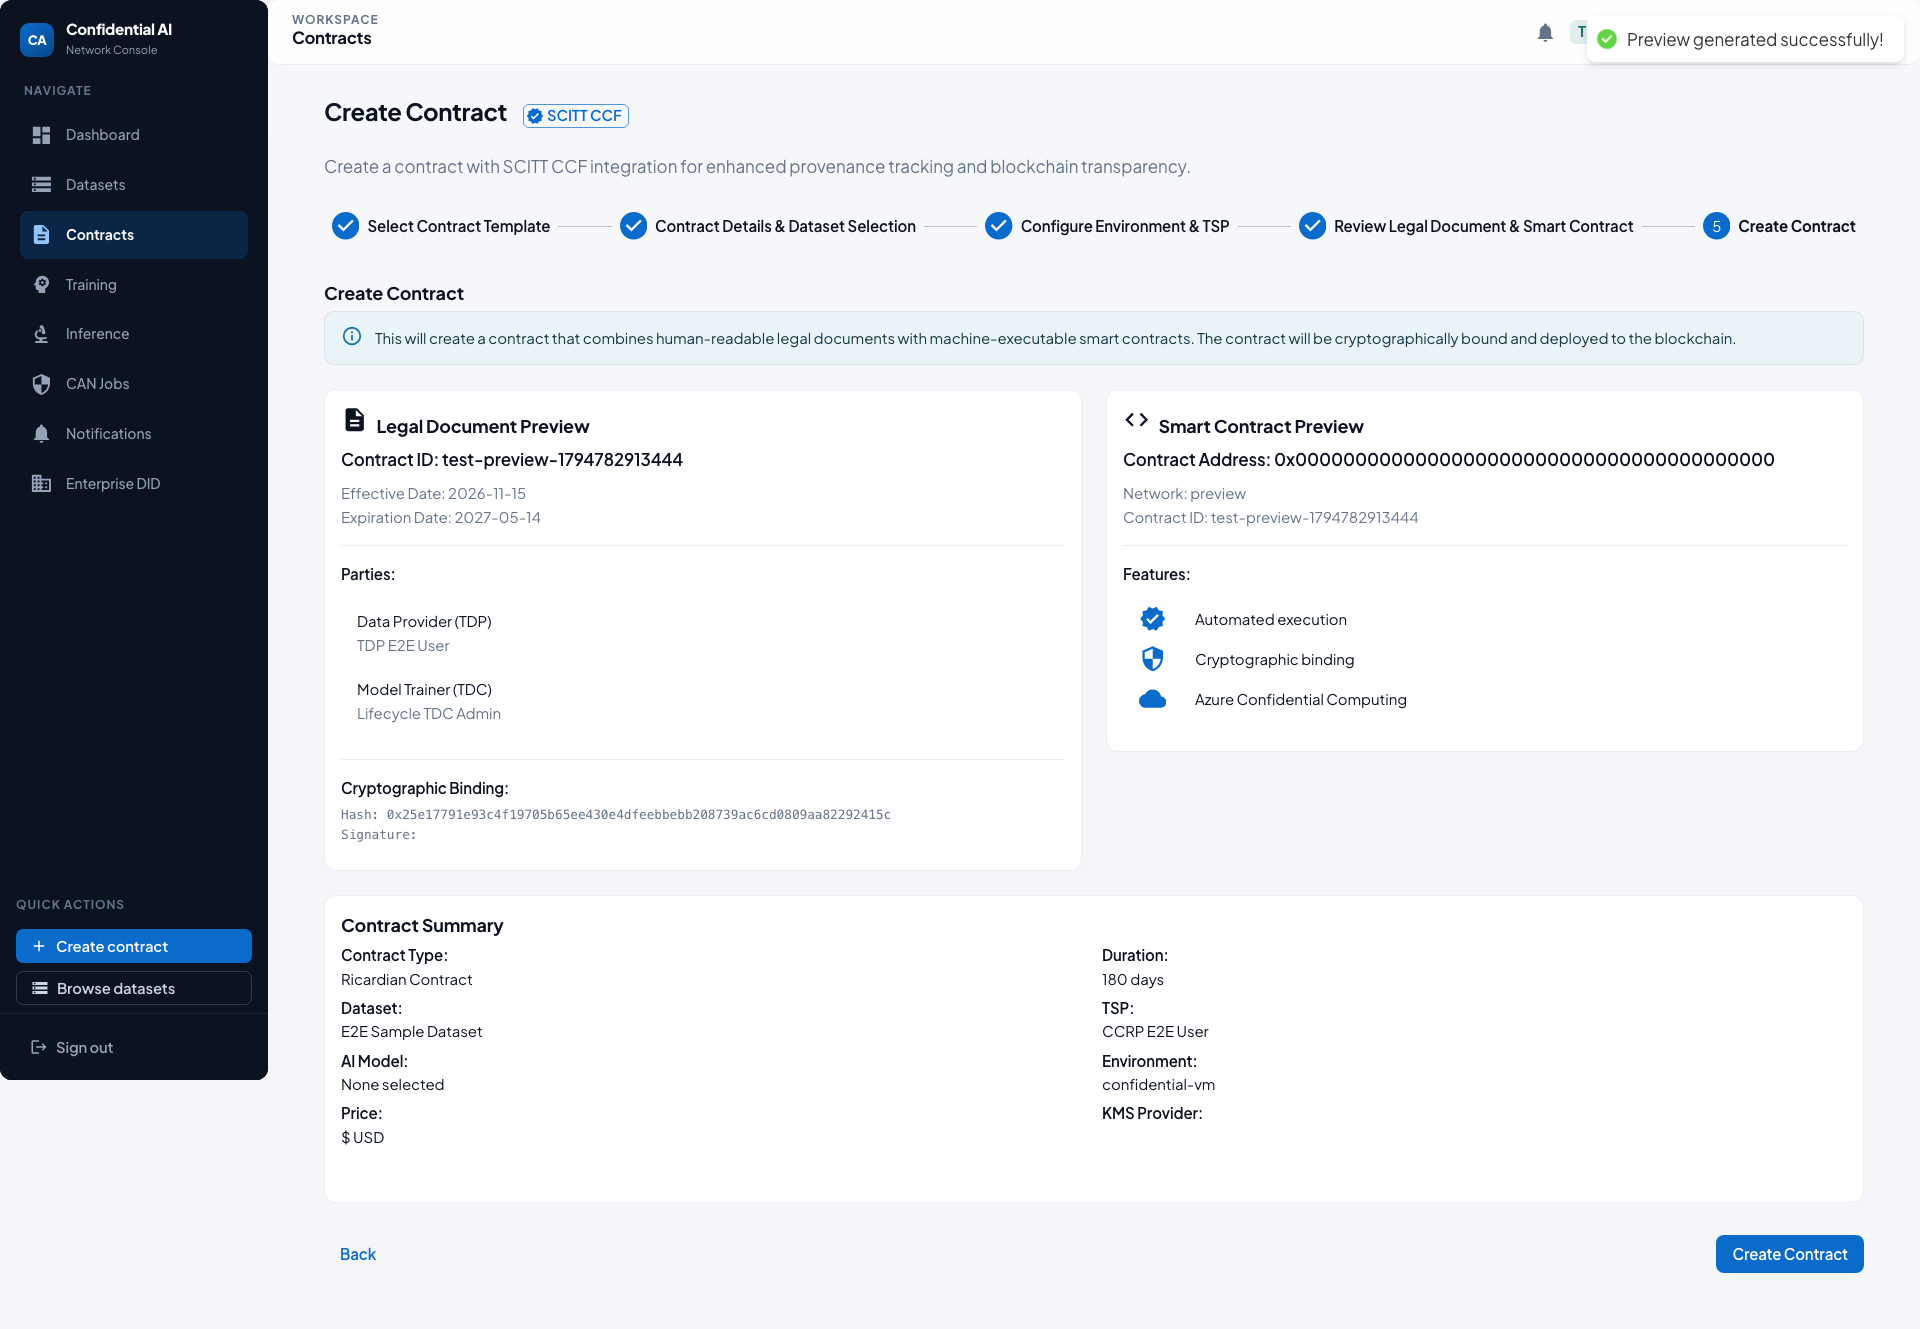 CA
Confidential AI
Network Console
NAVIGATE
Dashboard
Datasets
Contracts
Training
Inference
CAN Jobs
Notifications
Enterprise DID
QUICK ACTIONS
+ Create contract
Browse datasets
Sign out
WORKSPACE
Contracts
T
Preview generated successfully!
Create Contract
SCITT CCF
Create a contract with SCITT CCF integration for enhanced provenance tracking and blockchain transparency.
Select Contract Template
Contract Details & Dataset Selection
Configure Environment & TSP
Review Legal Document & Smart Contract
5 Create Contract
Create Contract
This will create a contract that combines human-readable legal documents with machine-executable smart contracts. The contract will be cryptographically bound and deployed to the blockchain.
Legal Document Preview
Contract ID: test-preview-1794782913444
Effective Date: 2026-11-15
Expiration Date: 2027-05-14
Parties:
Data Provider (TDP)
TDP E2E User
Model Trainer (TDC)
Lifecycle TDC Admin
Cryptographic Binding:
Hash: 0x25e17791e93c4f19705b65ee430e4dfeebbebb208739ac6cd0809aa82292415c
Signature:
Smart Contract Preview
Contract Address: 0x0000000000000000000000000000000000000000
Network: preview
Contract ID: test-preview-1794782913444
Features:
Automated execution
Cryptographic binding
Azure Confidential Computing
Contract Summary
Contract Type:
Ricardian Contract
Dataset:
E2E Sample Dataset
AI Model:
None selected
Price:
$ USD
Duration:
180 days
TSP:
CCRP E2E User
Environment:
confidential-vm
KMS Provider:
Back
Create Contract